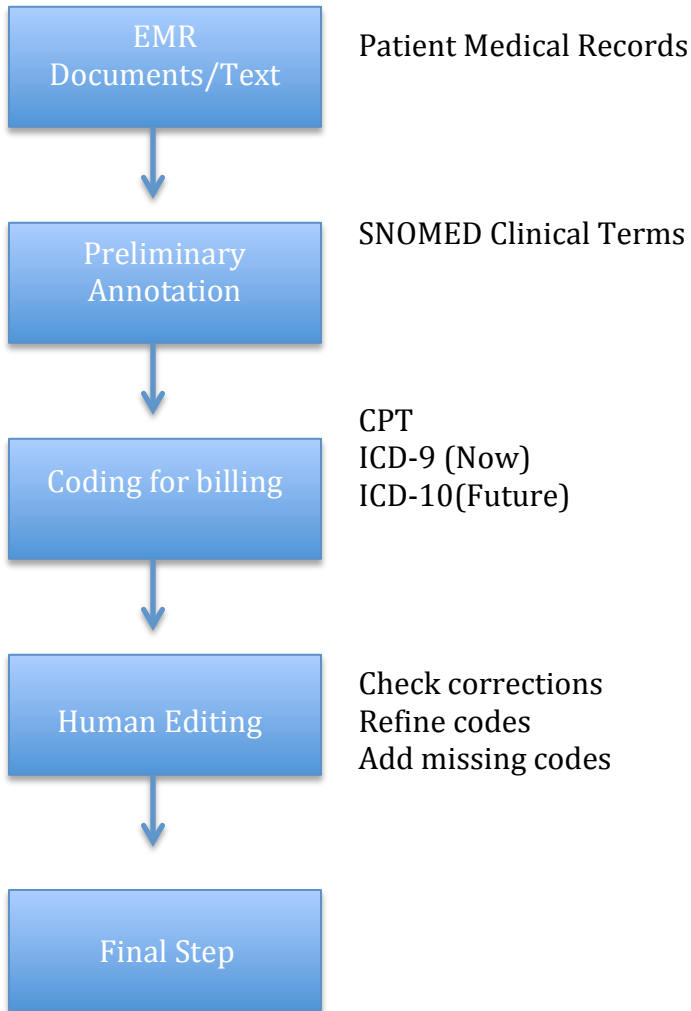 EMR
Documents/Text
Patient Medical Records
Preliminary
Annotation
SNOMED Clinical Terms
Coding for billing
CPT
ICD-9 (Now)
ICD-10(Future)
Human Editing
Check corrections
Refine codes
Add missing codes
Final Step